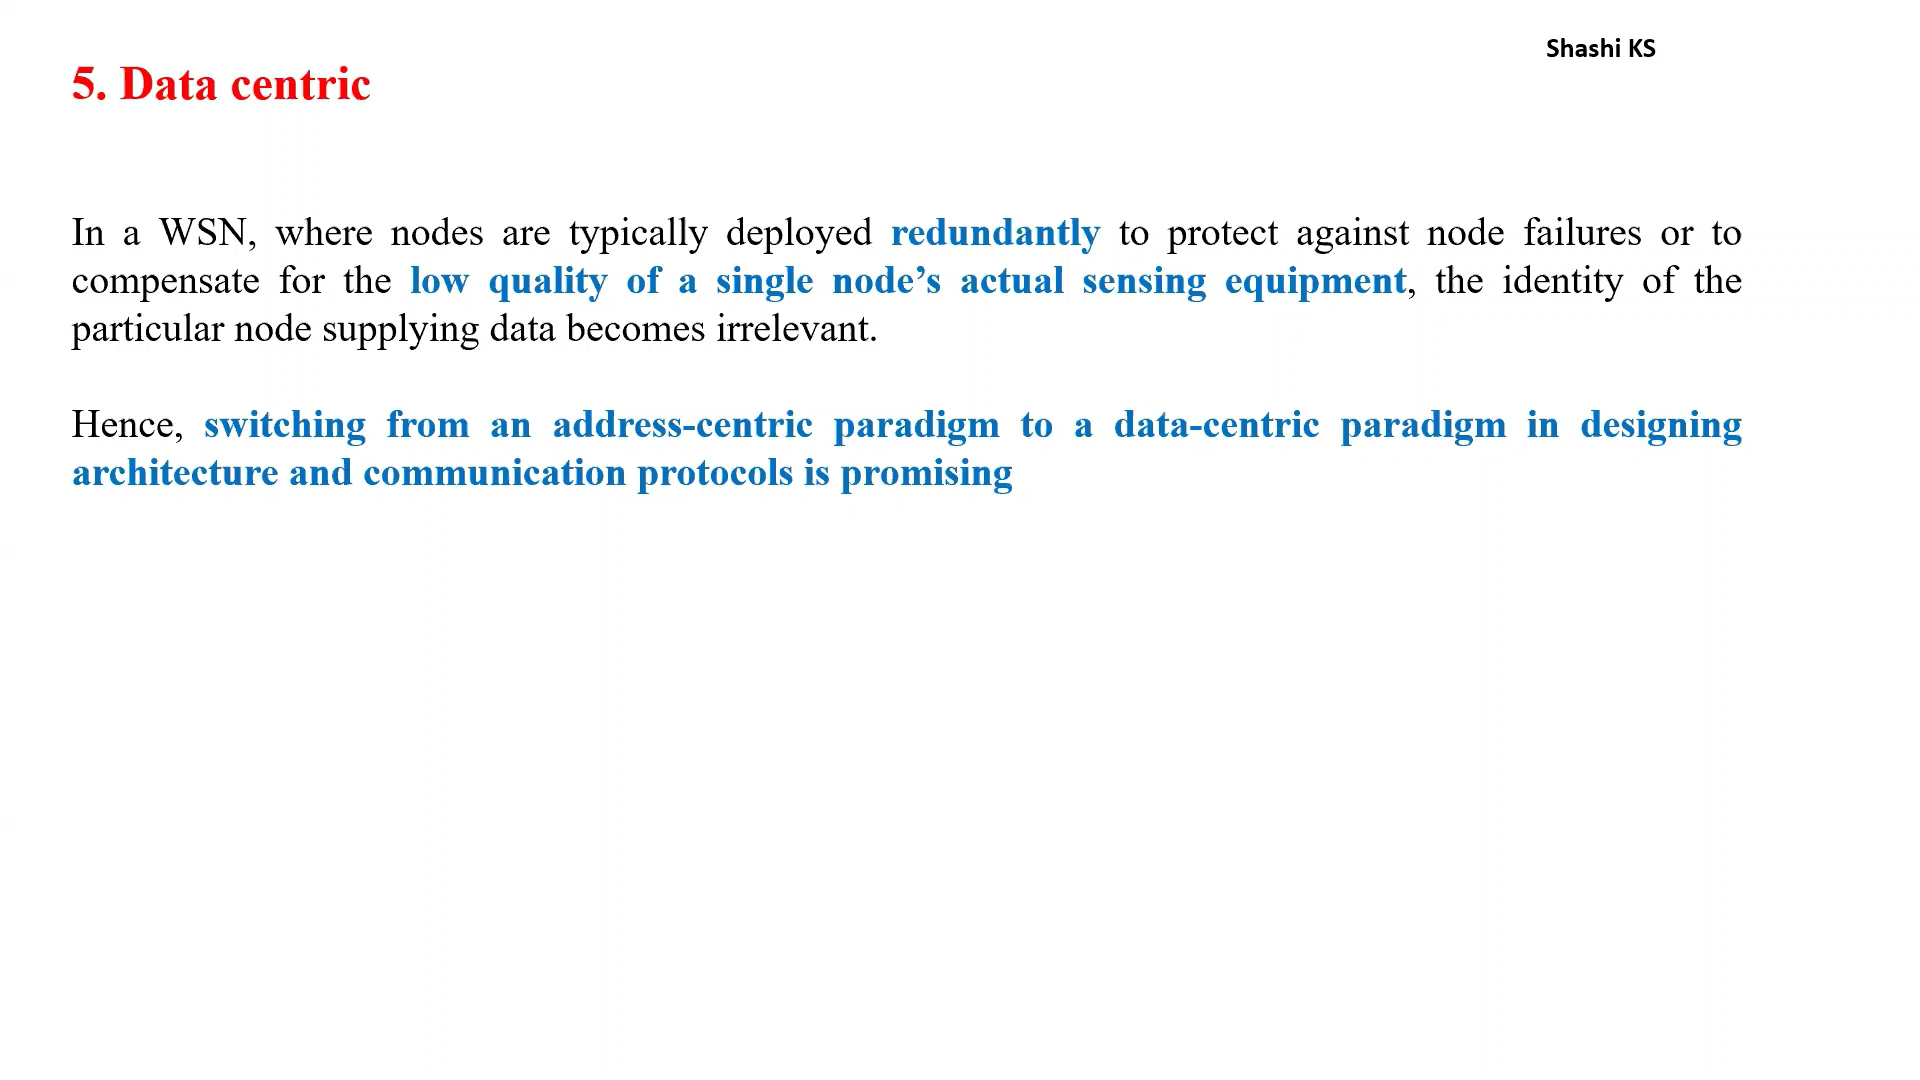 Shashi KS
5. Data centric
In a WSN, where nodes are typically deployed redundantly to protect against node failures or to
compensate for the low quality of a single node’s actual sensing equipment, the identity of the
particular node supplying data becomes irrelevant.
Hence, switching from an address-centric paradigm to a data-centric paradigm in designing
architecture and communication protocols is promising